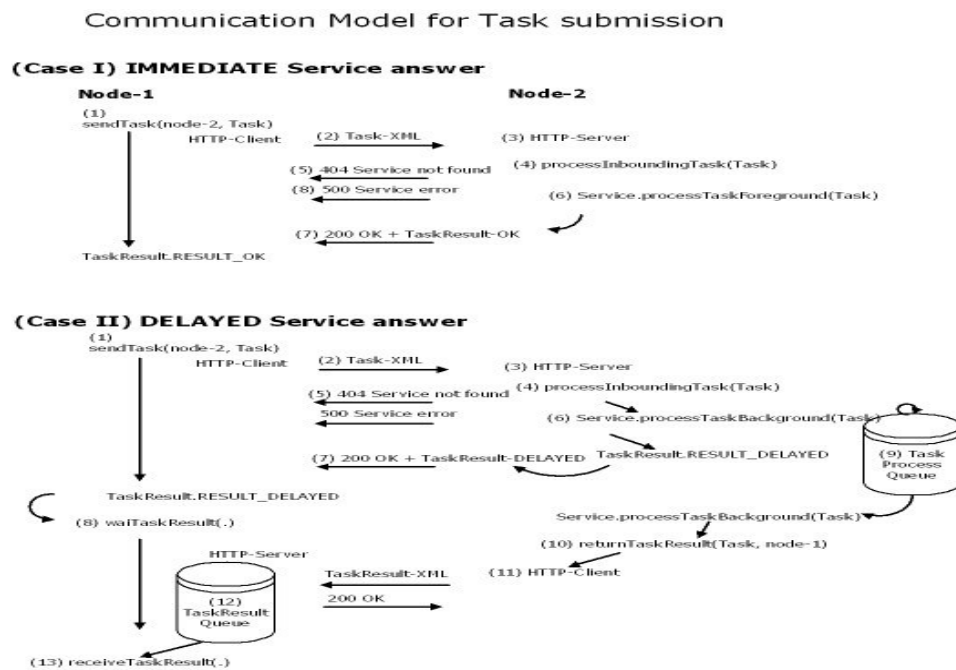 Communication Model for Task submission
(Case I) IMMEDIATE Service answer
Node-1
Node-2
(1)
sendTask(node-2, Task)
HTTP-Client
(2) Task-XML
(3) HTTP-Server
(4) processInboundingTask(Task)
(5) 404 Service not found
(8) 500 Service error
(6) Service.processTaskForeground(Task)
(7) 200 OK + TaskResult-OK
TaskResult.RESULT_OK
(Case II) DELAYED Service answer
(1)
sendTask(node-2, Task)
HTTP-Client
(2) Task-XML
(3) HTTP-Server
(4) processInboundingTask(Task)
(5) 404 Service not found
500 Service error
(6) Service.processTaskBackground(Task)
(7) 200 OK + TaskResult-DELAYED
TaskResult.RESULT_DELAYED
(9) Task
Process
Queue
TaskResult.RESULT_DELAYED
(8) waiTaskResult(.)
Service.processTaskBackground(Task)
(10) returnTaskResult(Task, node-1)
HTTP-Server
TaskResult-XML
(11) HTTP-Client
(12)
TaskResult
Queue
200 OK
(13) receiveTaskResult(.)